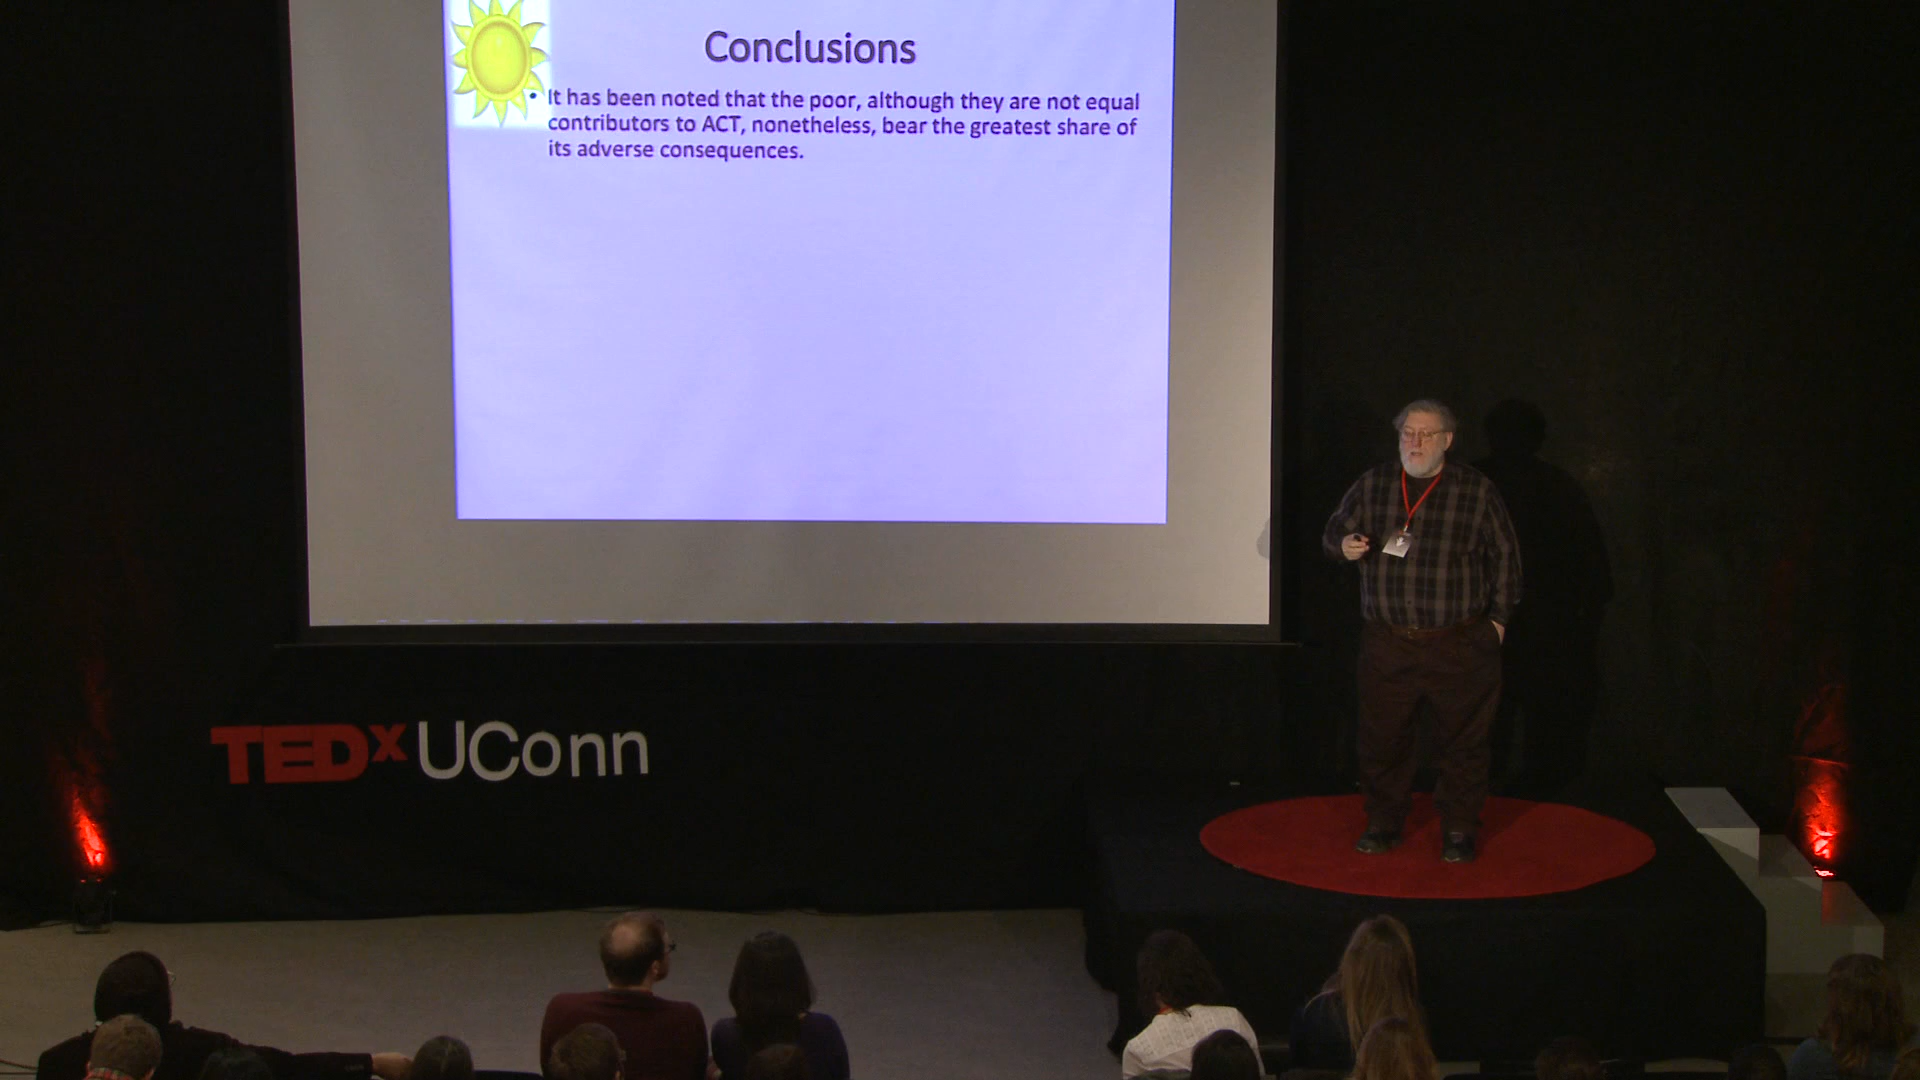 Conclusions
• It has been noted that the poor, although they are not equal
contributors to ACT, nonetheless, bear the greatest share of
its adverse consequences.
TEDx UConn